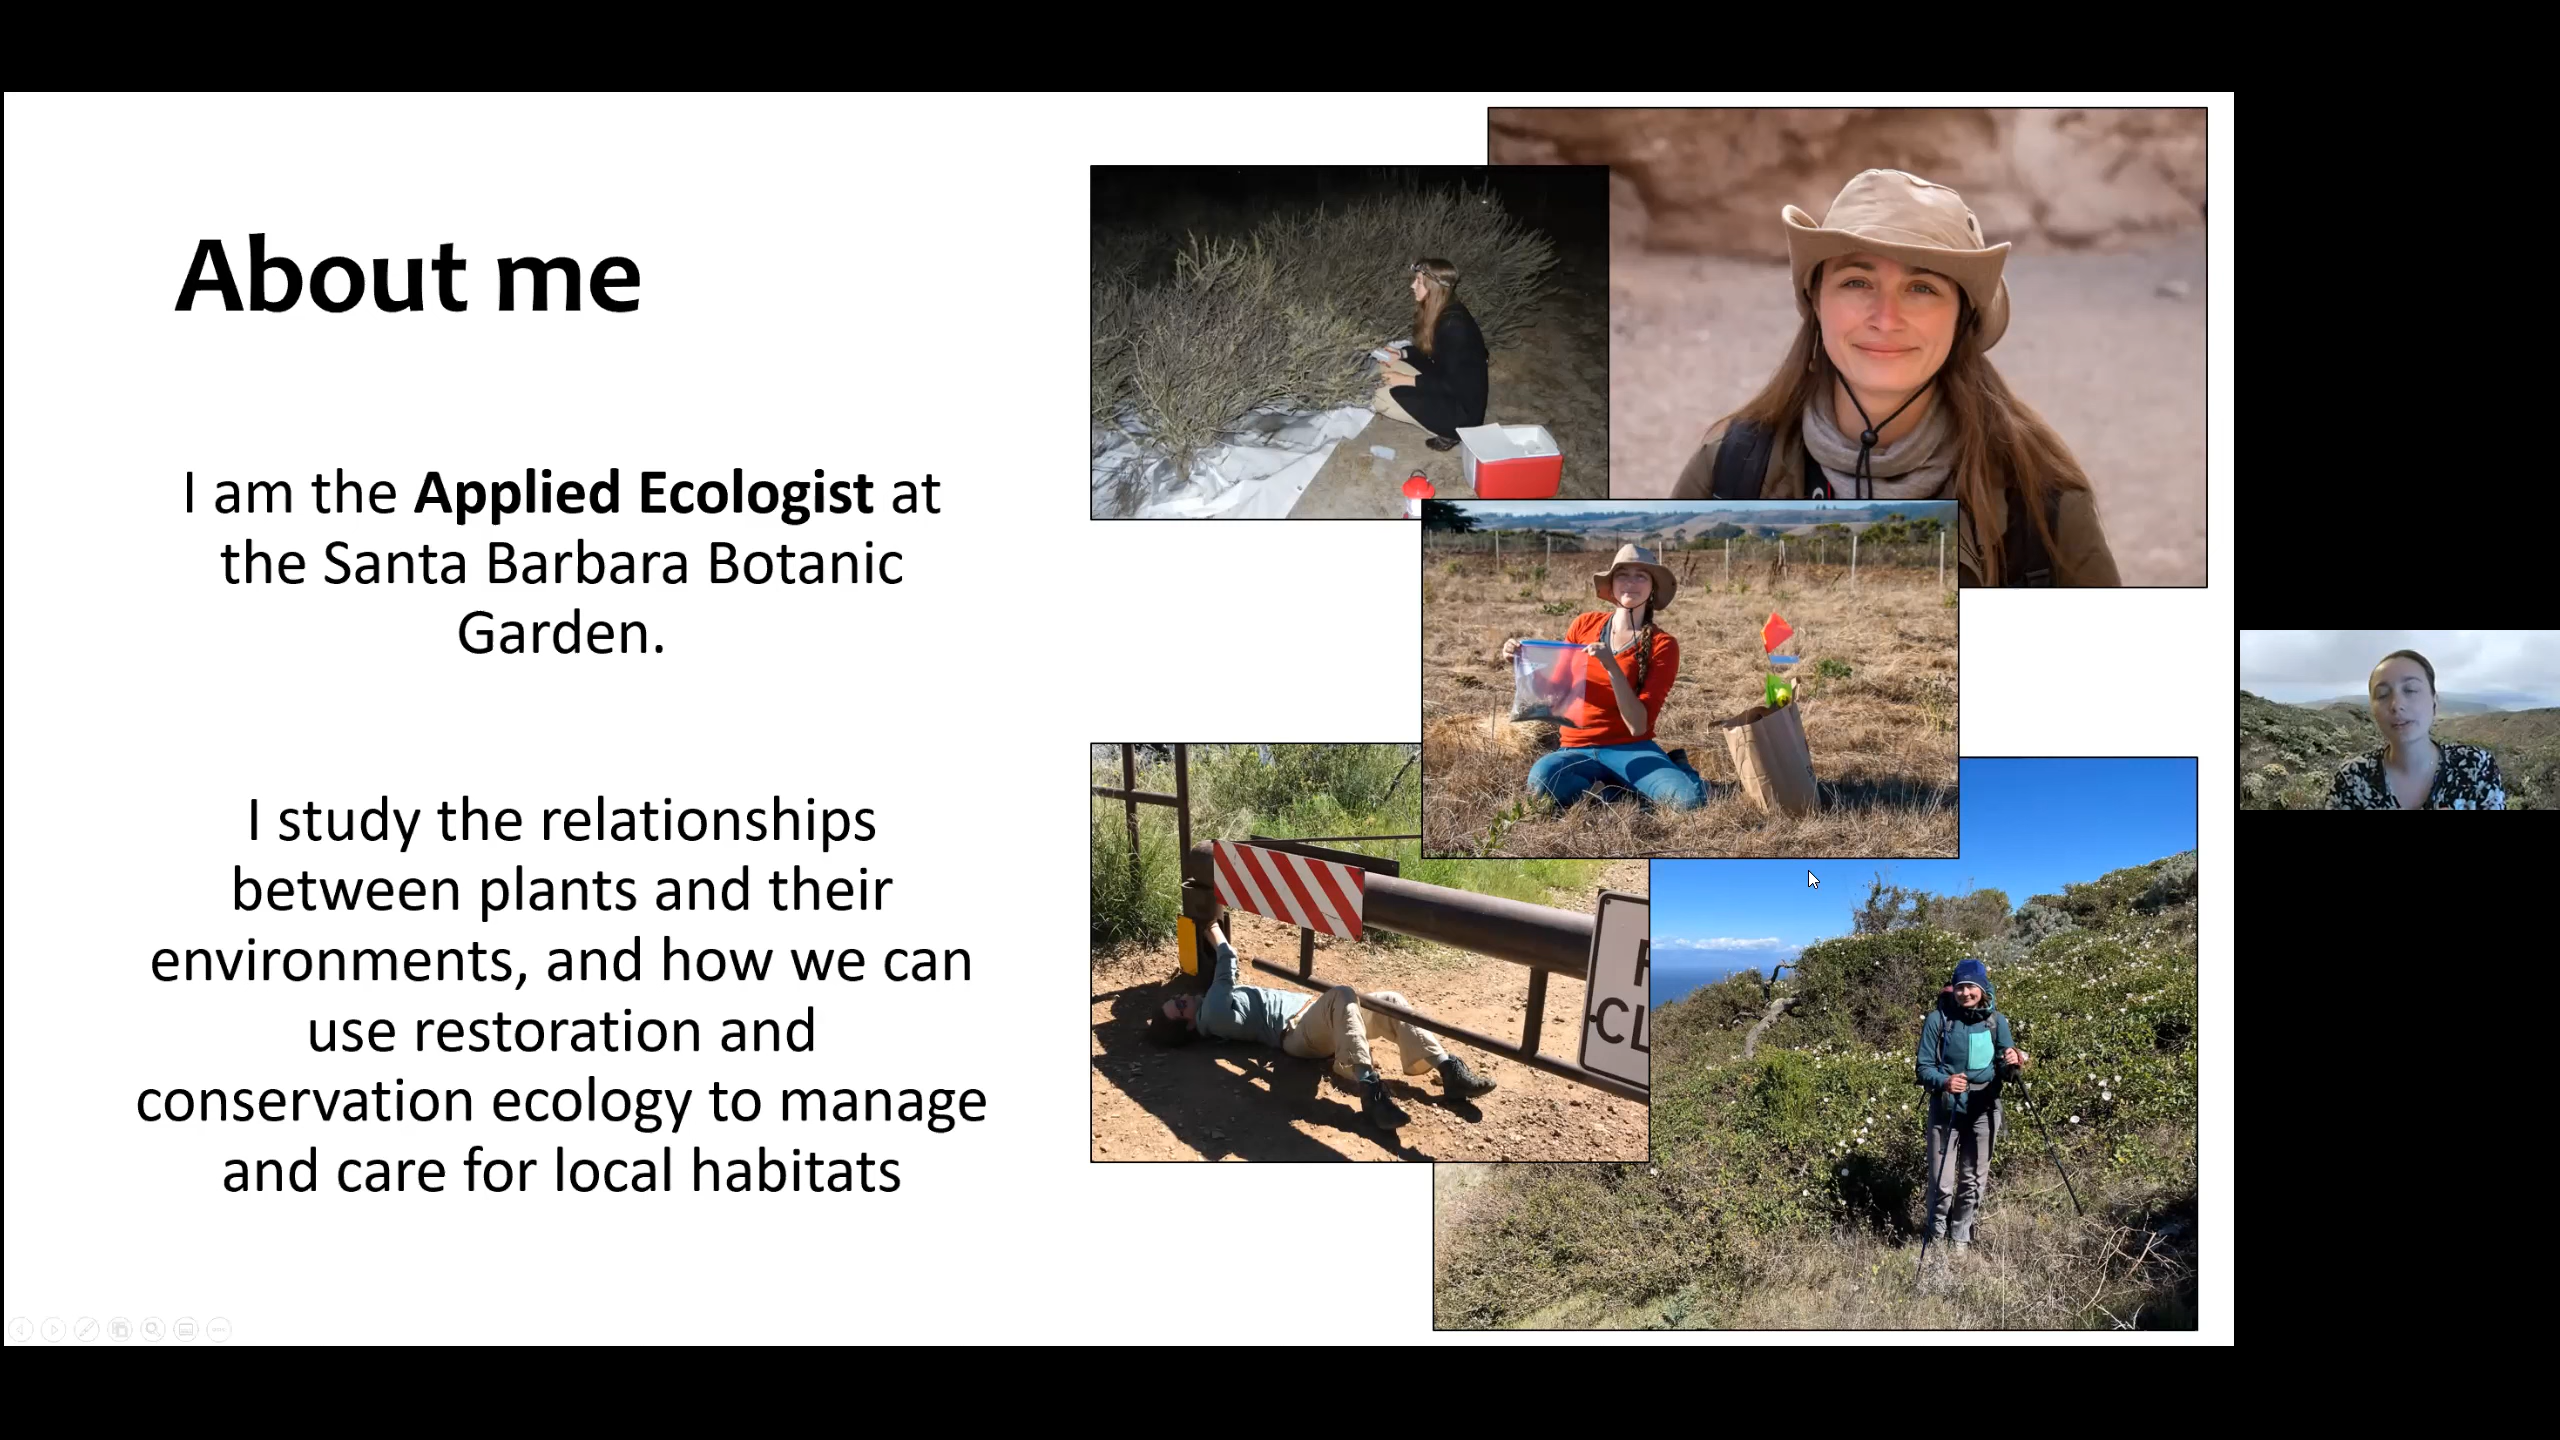 About me
I am the Applied Ecologist at
the Santa Barbara Botanic
Garden.
I study the relationships
between plants and their
environments, and how we can
use restoration and
conservation ecology to manage
and care for local habitats